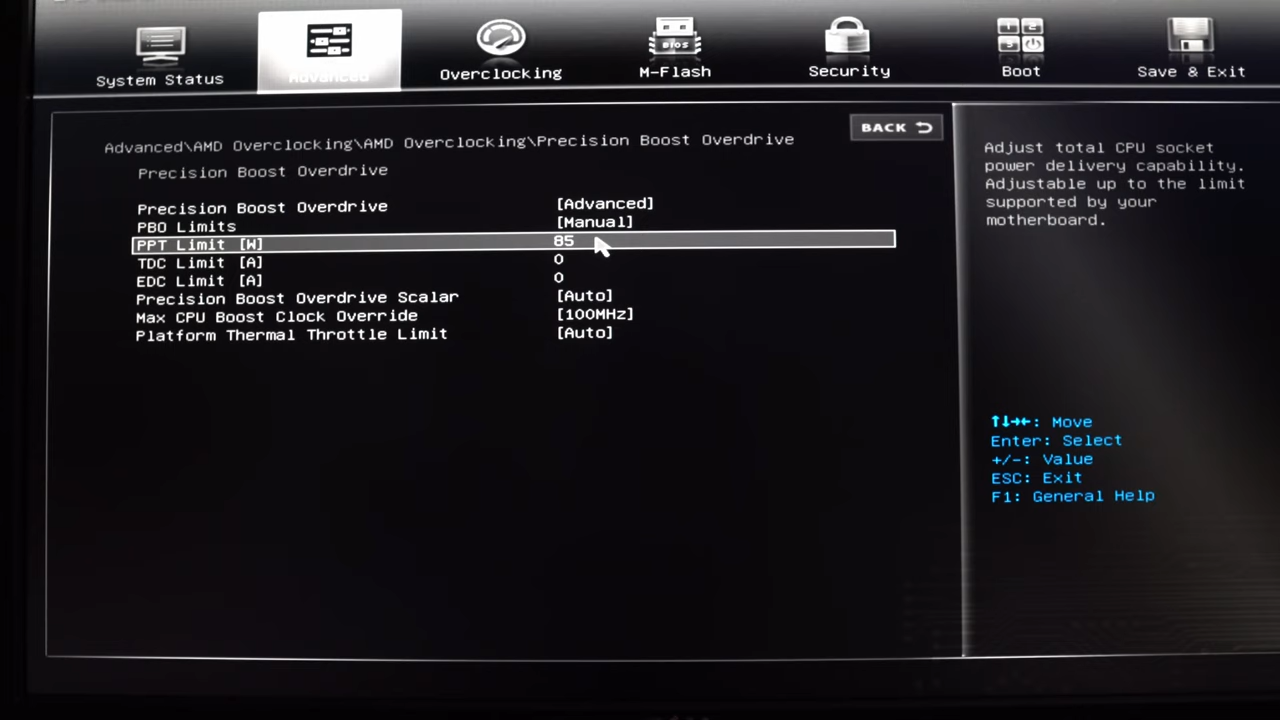 System Status
Advanced
Overclocking
BIOS
M-Flash
Security
Boot
Save & Exit
BACK
Advanced\AMD Overclocking\AMD Overclocking\Precision Boost Overdrive
Precision Boost Overdrive
Precision Boost Overdrive [Advanced]
PBO Limits [Manual]
PPT Limit [W] 85
TDC Limit [A] 0
EDC Limit [A] 0
Precision Boost Overdrive Scalar [Auto]
Max CPU Boost Clock Override [100MHz]
Platform Thermal Throttle Limit [Auto]
Adjust total CPU socket
power delivery capability.
Adjustable up to the limit
supported by your
motherboard.
↑↓→←: Move
Enter: Select
+/-: Value
ESC: Exit
F1: General Help